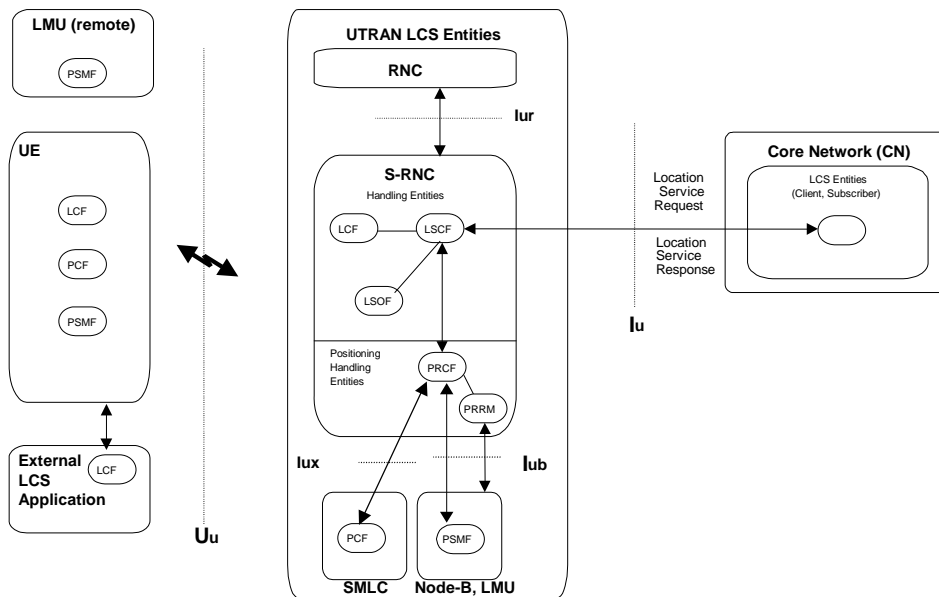 LMU (remote)
PSMF
UE
LCF
PCF
PSMF
External
LCS
Application
LCF
Uu
UTRAN LCS Entities
RNC
Iur
S-RNC
Handling Entities
LCF
LSCF
LSOF
Positioning
Handling
Entities
PRCF
PRRM
Iux
Iub
PCF
PSMF
SMLC
Node-B, LMU
Location
Service
Request
Location
Service
Response
Iu
Core Network (CN)
LCS Entities
(Client, Subscriber)